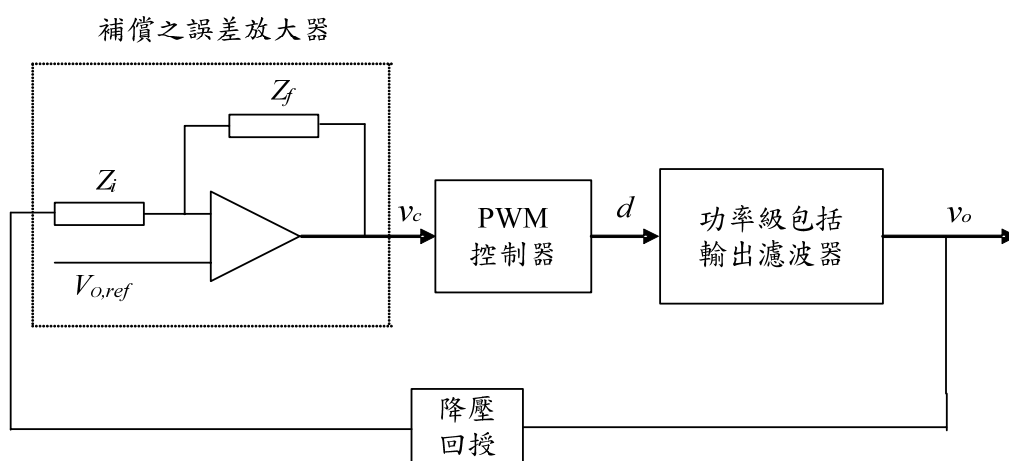 補償之誤差放大器
Zf
Zi
VO,ref
vc
PWM
控制器
d
功率級包括
輸出濾波器
vo
降壓
回授